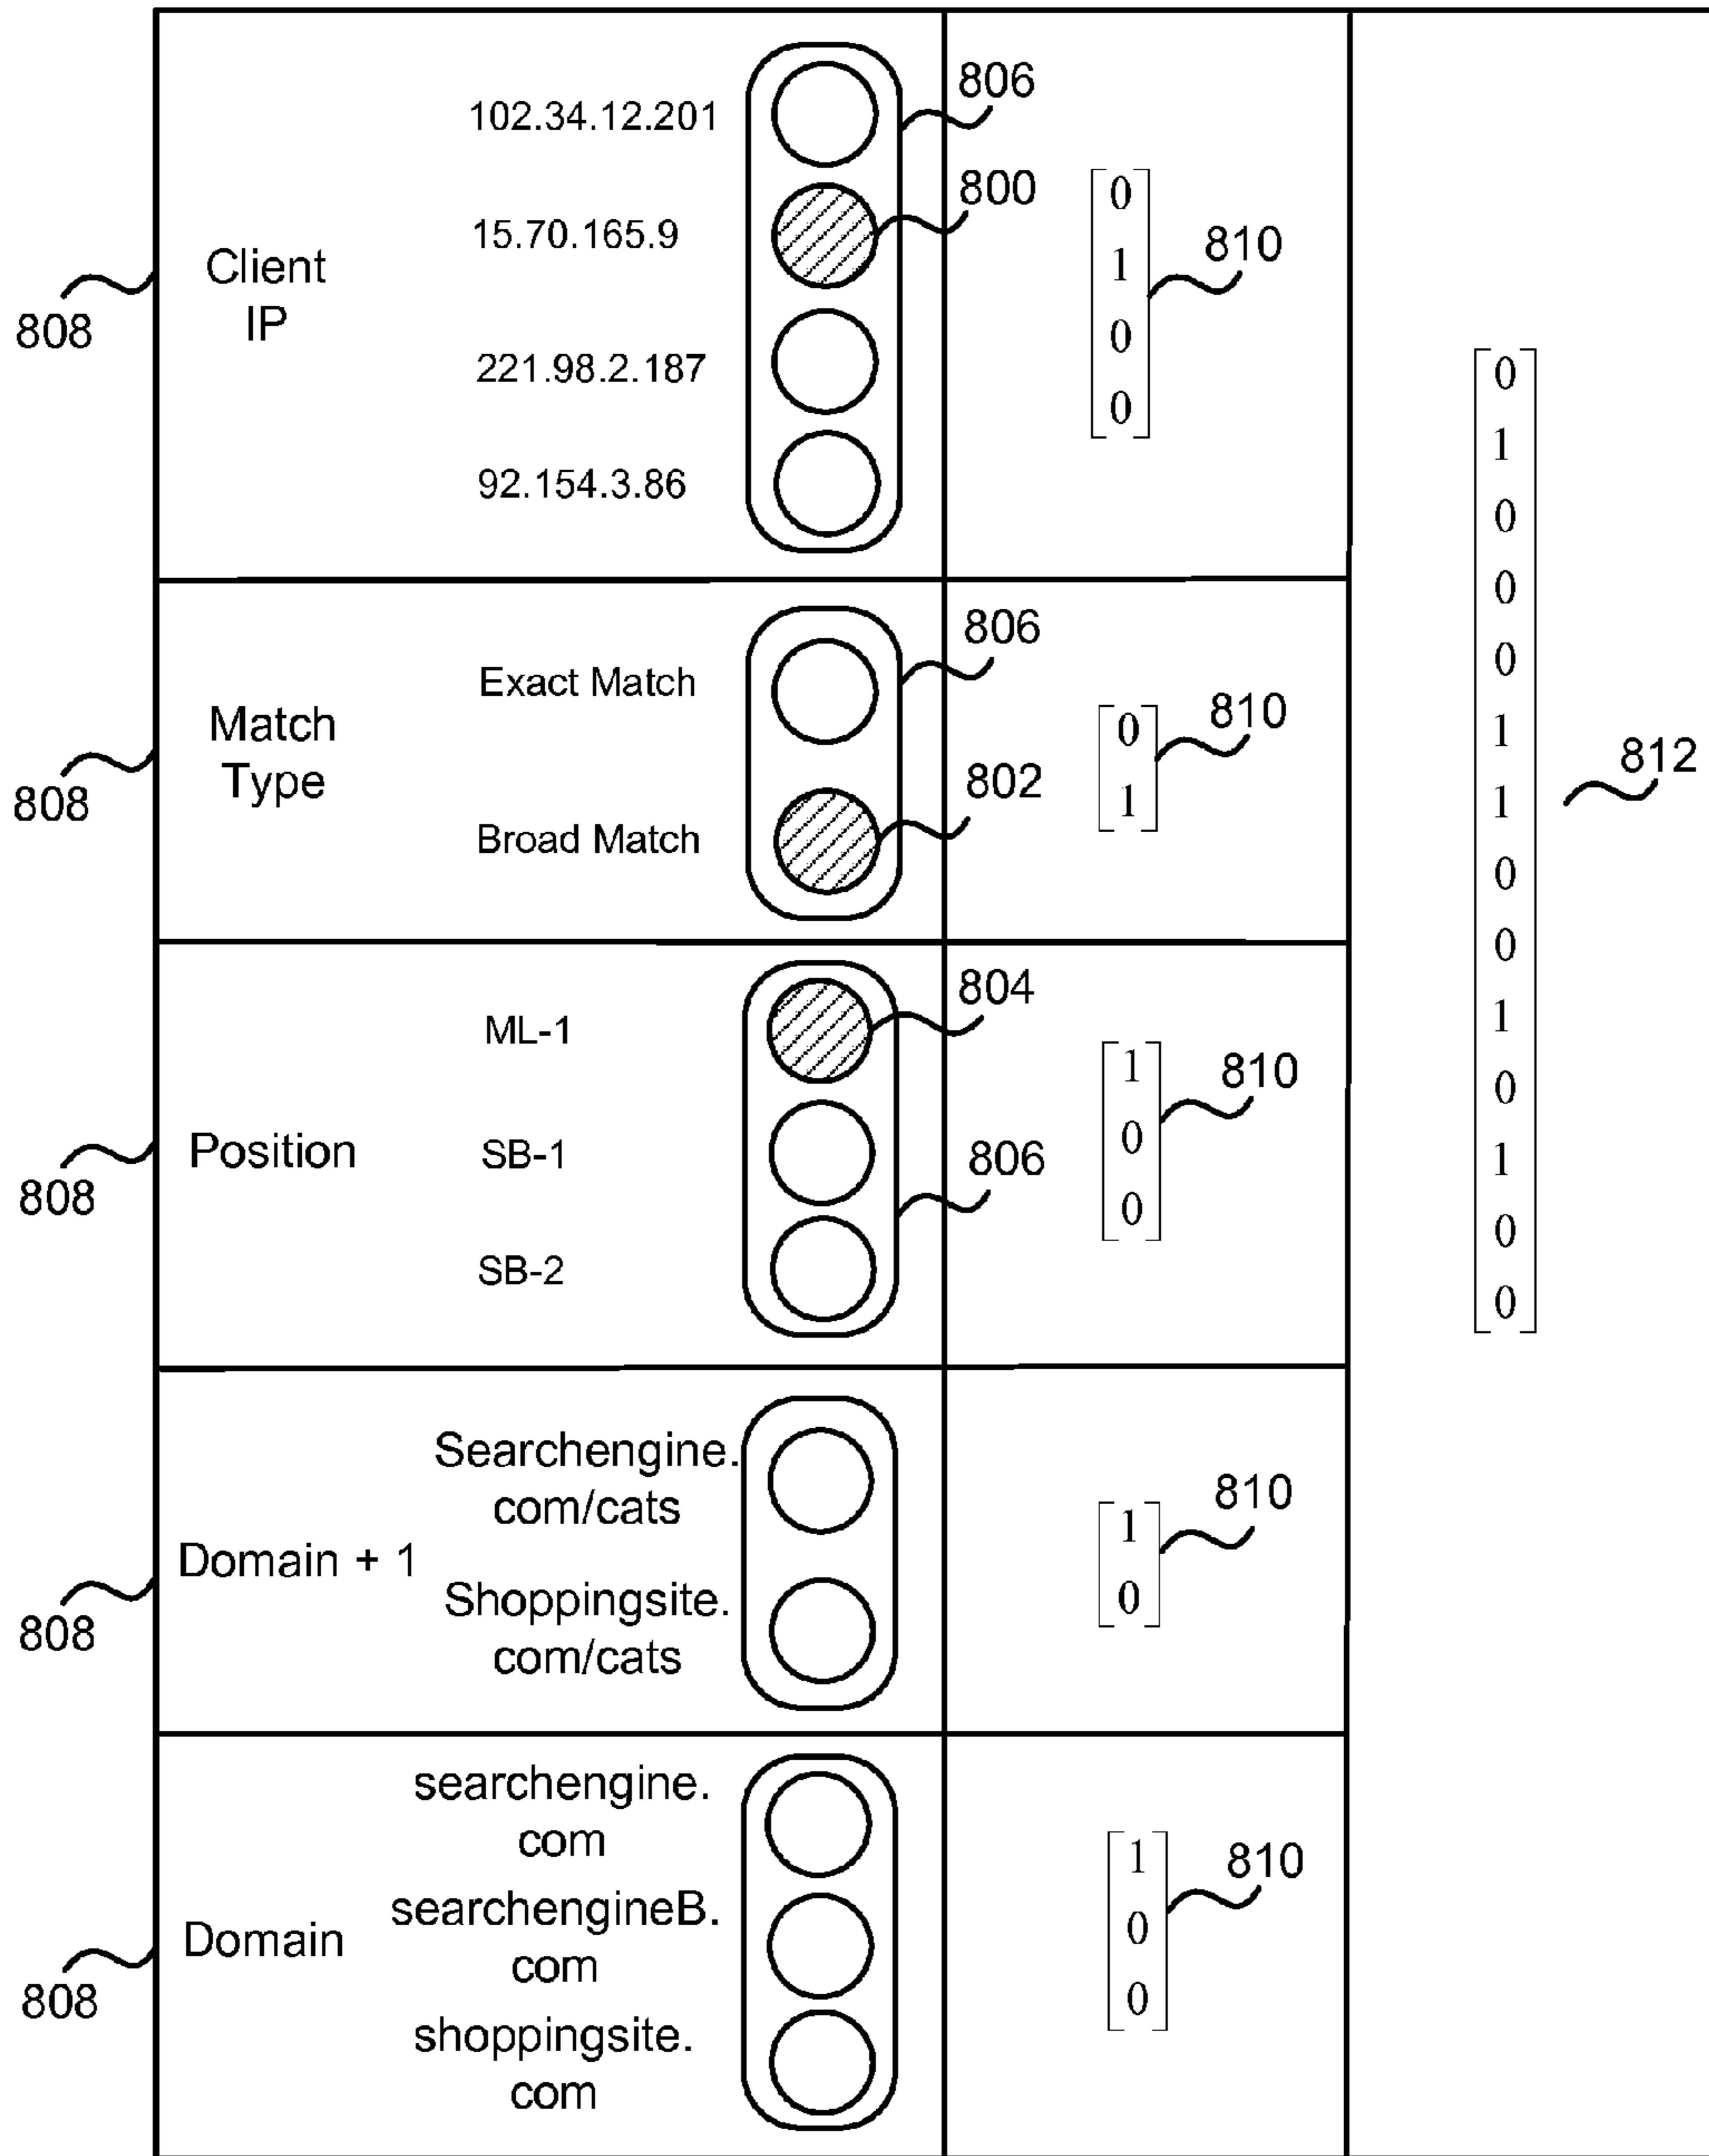 102.34.12.201
806
800
15.70.165.9
Client
IP
221.98.2.187
92.154.3.86
808
0
1
0
0
810
Match
Type
Exact Match
Broad Match
806
802
808
0
1
810
Position
ML-1
SB-1
SB-2
804
806
808
1
0
0
810
Domain + 1
Searchengine.
com/cats
Shoppingsite.
com/cats
808
1
0
810
Domain
searchengine.
com
searchengineB.
com
shoppingsite.
com
808
1
0
0
810
0
1
0
0
0
1
1
0
0
1
0
1
0
0
812